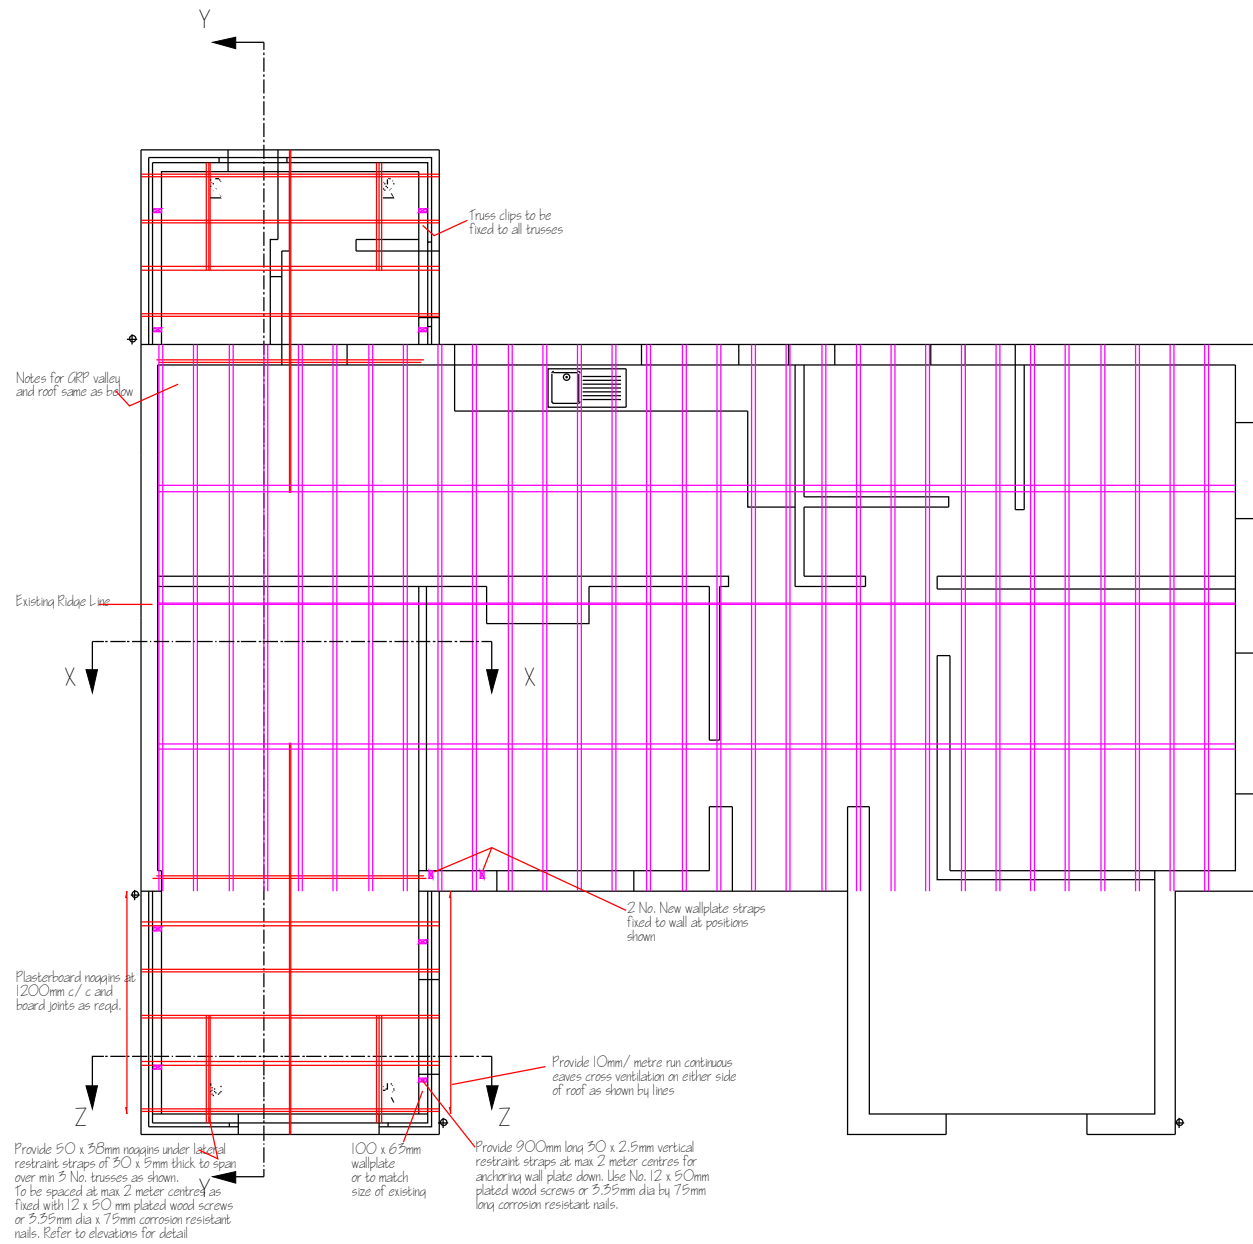 Y
Truss clips to be
fixed to all trusses
Notes for GRP valley
and roof same as below
Existing Ridge Line
X
X
2 No. New wallplate straps
fixed to wall at positions
shown
Plasterboard noggins at
1200mm c/ c and
board joints as reqd.
Provide 10mm/ metre run continuous
eaves cross ventilation on either side
of roof as shown by lines
Z
Z
Provide 50 x 38mm noggins under lateral
restraint straps of 30 x 5mm thick to span
over min 3 No. trusses as shown.
To be spaced at max 2 meter centres as
fixed with 12 x 50 mm plated wood screws
or 3.35mm dia x 75mm corrosion resistant
nails. Refer to elevations for detail
Y
100 x 63mm
wallplate
or to match
size of existing
Provide 900mm long 30 x 2.5mm vertical
restraint straps at max 2 meter centres for
anchoring wall plate down. Use No. 12 x 50mm
plated wood screws or 3.35mm dia by 75mm
long corrosion resistant nails.